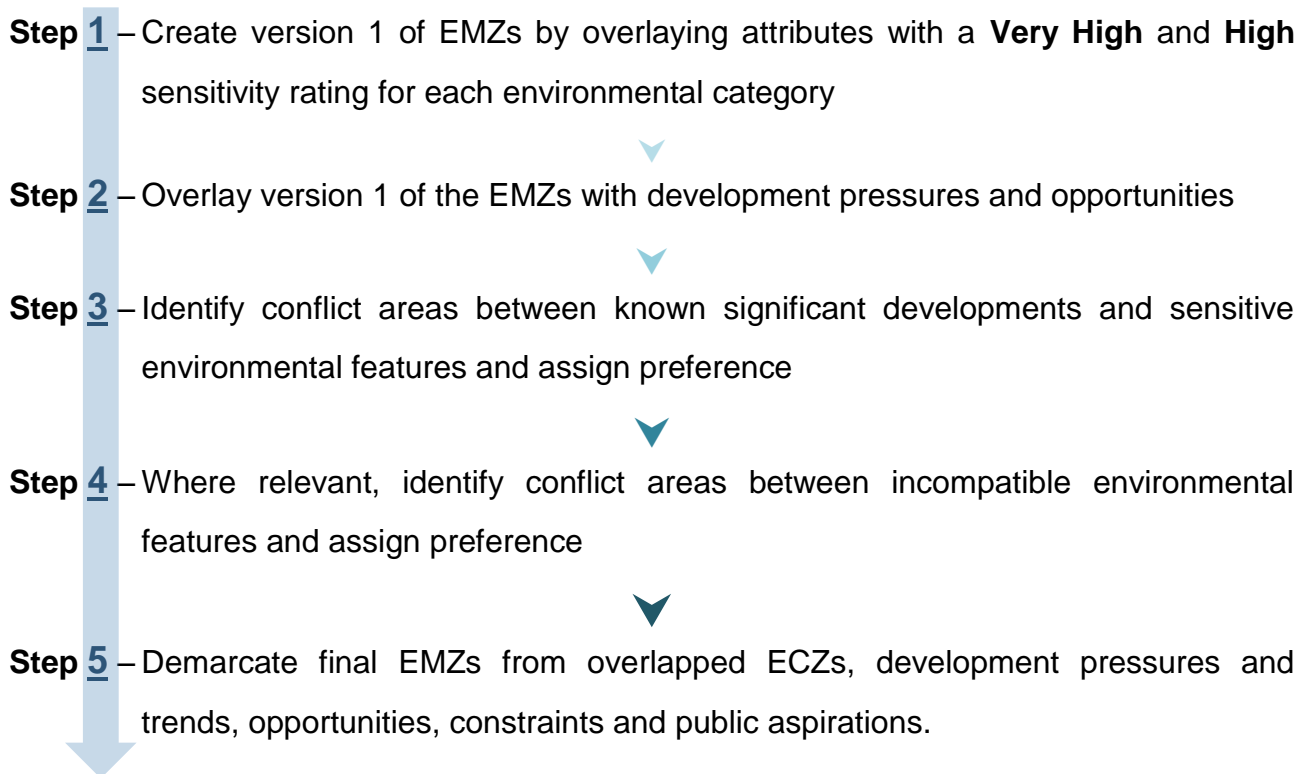 Step 1 – Create version 1 of EMZs by overlaying attributes with a Very High and High
sensitivity rating for each environmental category
Step 2 – Overlay version 1 of the EMZs with development pressures and opportunities
Step 3 – Identify conflict areas between known significant developments and sensitive
environmental features and assign preference
Step 4 – Where relevant, identify conflict areas between incompatible environmental
features and assign preference
Step 5 – Demarcate final EMZs from overlapped ECZs, development pressures and
trends, opportunities, constraints and public aspirations.